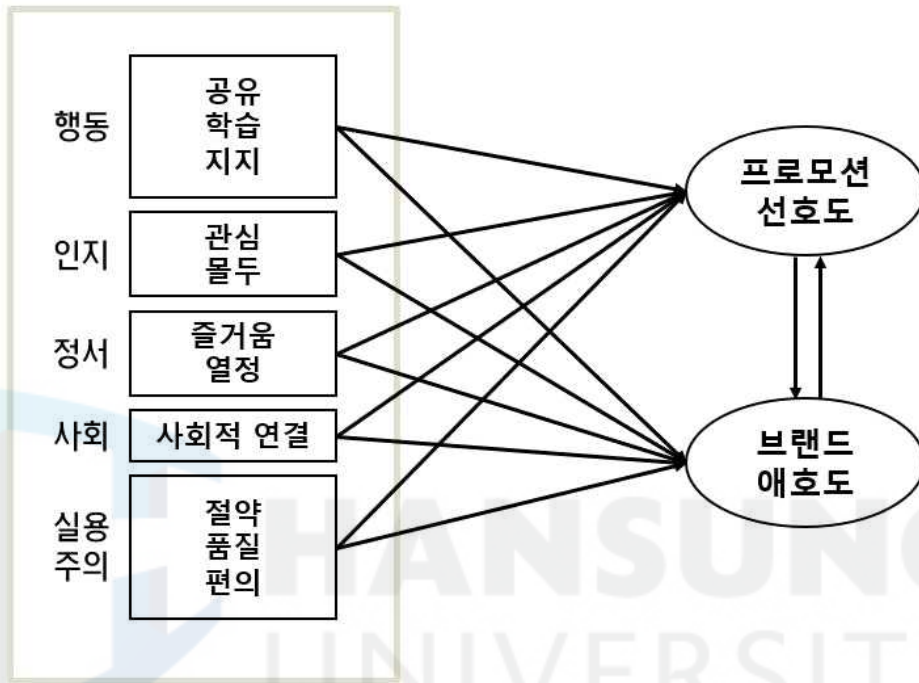 행동
공유
학습
지지
인지
관심
몰두
정서
즐거움
열정
사회
사회적 연결
실용
주의
절약
품질
편의
프로모션
선호도
브랜드
애호도
HANSUNG
UNIVERSIT